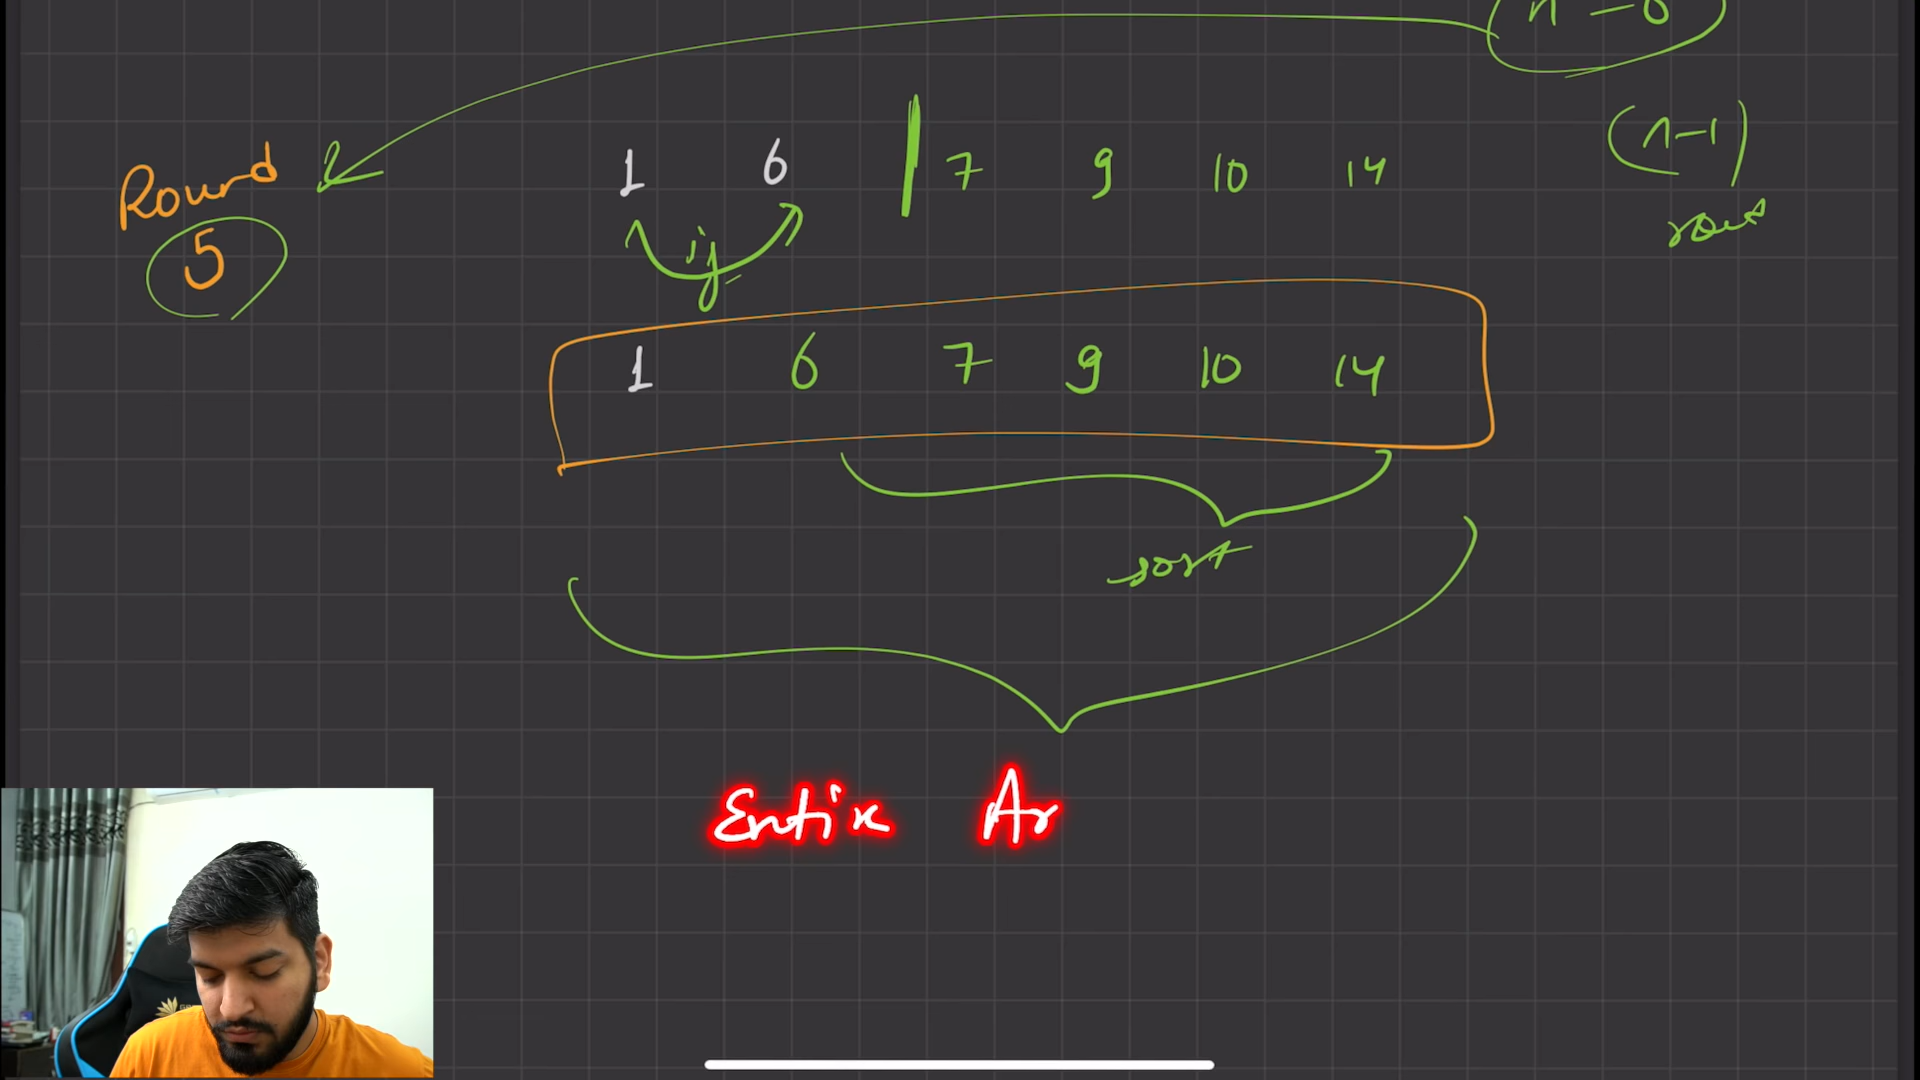 n - 6
(n-1)
Round 1 6 | 7 9 10 14
5
ij
1 6 7 9 10 14
sort
Entire Ar